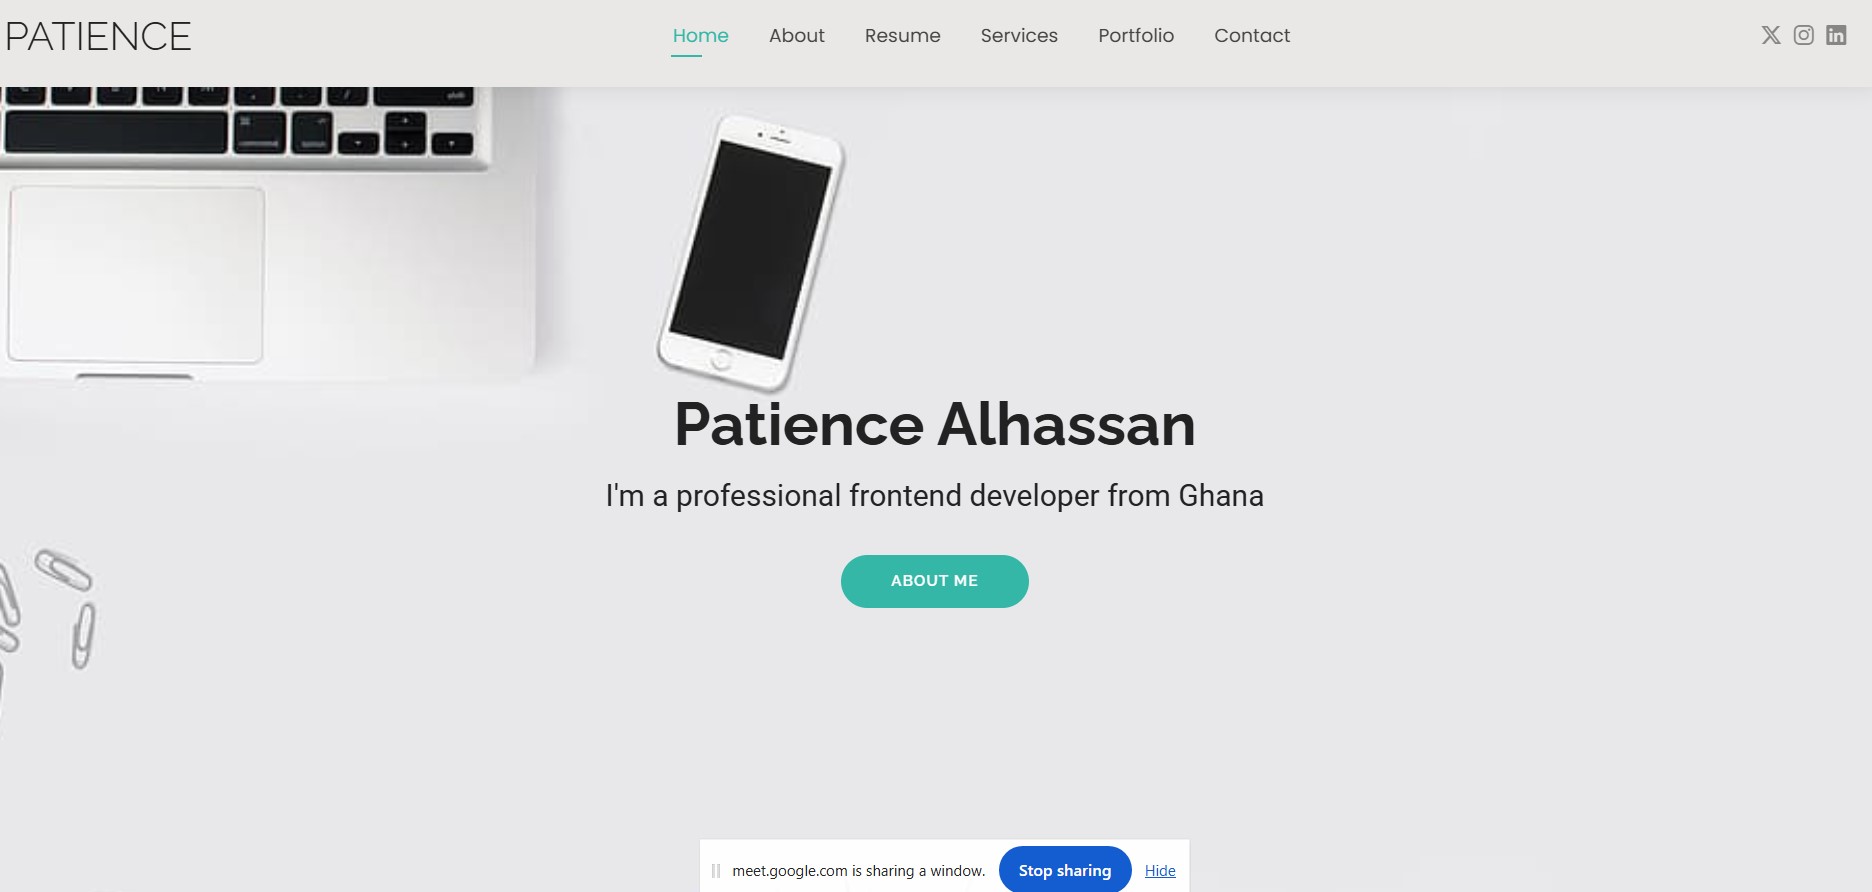 PATIENCE
Home About Resume Services Portfolio Contact
Patience Alhassan
I'm a professional frontend developer from Ghana
ABOUT ME
meet.google.com is sharing a window. Stop sharing Hide